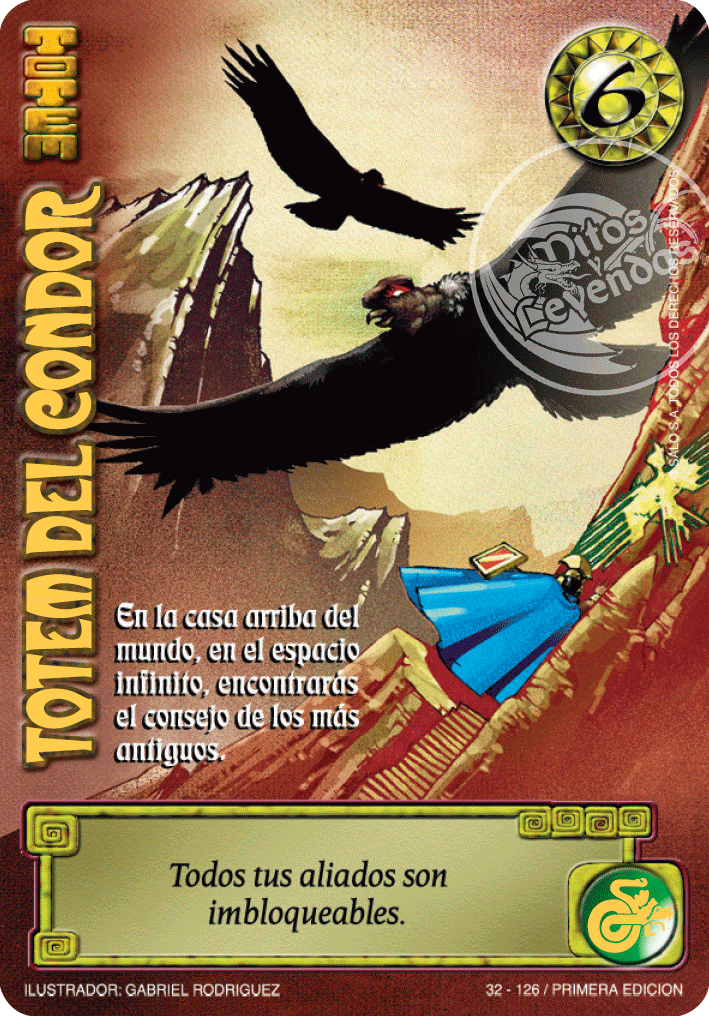 TOTEM
6
TOTEM DEL CONDOR
Mitos
y
Leyendas
SALO S.A. TODOS LOS DERECHOS RESERVADOS
En la casa arriba del
mundo, en el espacio
infinito, encontrarás
el consejo de los más
antiguos.
Todos tus aliados son
imbloqueables.
ILUSTRADOR: GABRIEL RODRIGUEZ
32 - 126 / PRIMERA EDICION